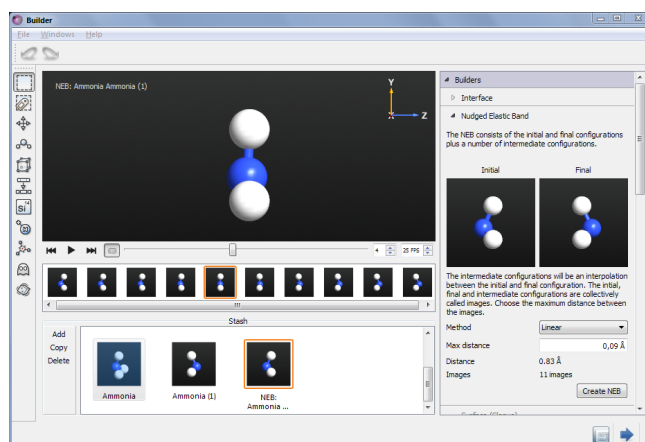 Builder
File Windows Help
NEB: Ammonia Ammonia (1)
Y
Z
Si
14
4
25 FPS
Stash
Add
Copy
Delete
Ammonia
Ammonia (1)
NEB:
Ammonia ...
Builders
Interface
Nudged Elastic Band
The NEB consists of the initial and final configurations
plus a number of intermediate configurations.
Initial Final
The intermediate configurations will be an interpolation
between the initial and final configuration. The intial,
final and intermediate configurations are collectively
called images. Choose the maximum distance between
the images.
Method Linear
Max distance 0,09 Å
Distance 0.83 Å
Images 11 images
Create NEB